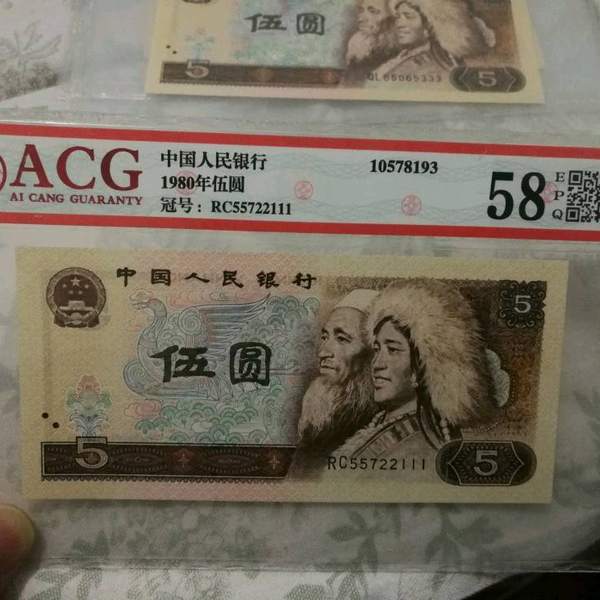 伍圆
5
5
QL65065333
ACG
AI CANG GUARANTY
中国人民银行
1980年伍圆
冠号：RC55722111
10578193
58
EPQ
中国人民银行
5
伍圆
5
RC55722111
5